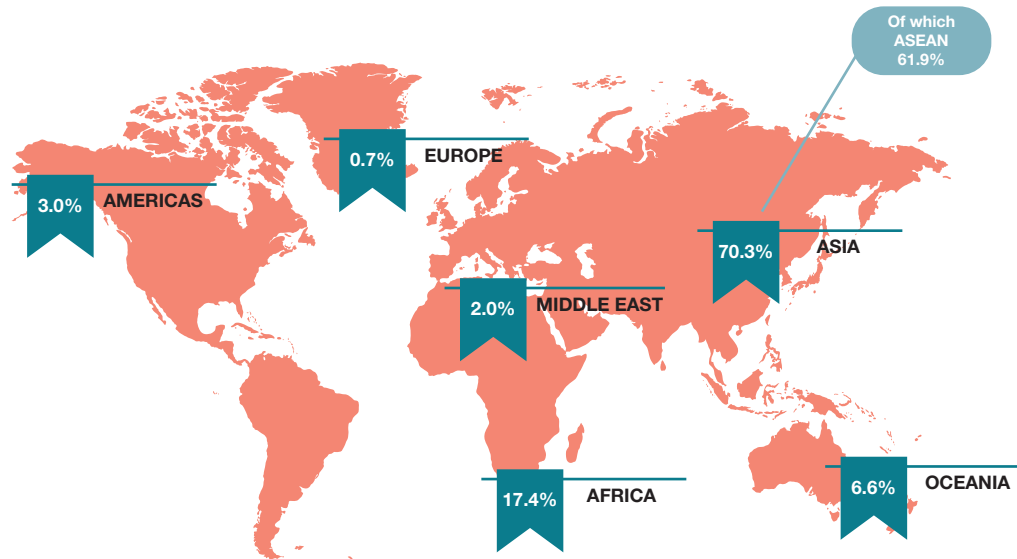 Of which
ASEAN
61.9%
0.7%
EUROPE
3.0%
AMERICAS
70.3%
ASIA
2.0%
MIDDLE EAST
17.4%
AFRICA
6.6%
OCEANIA